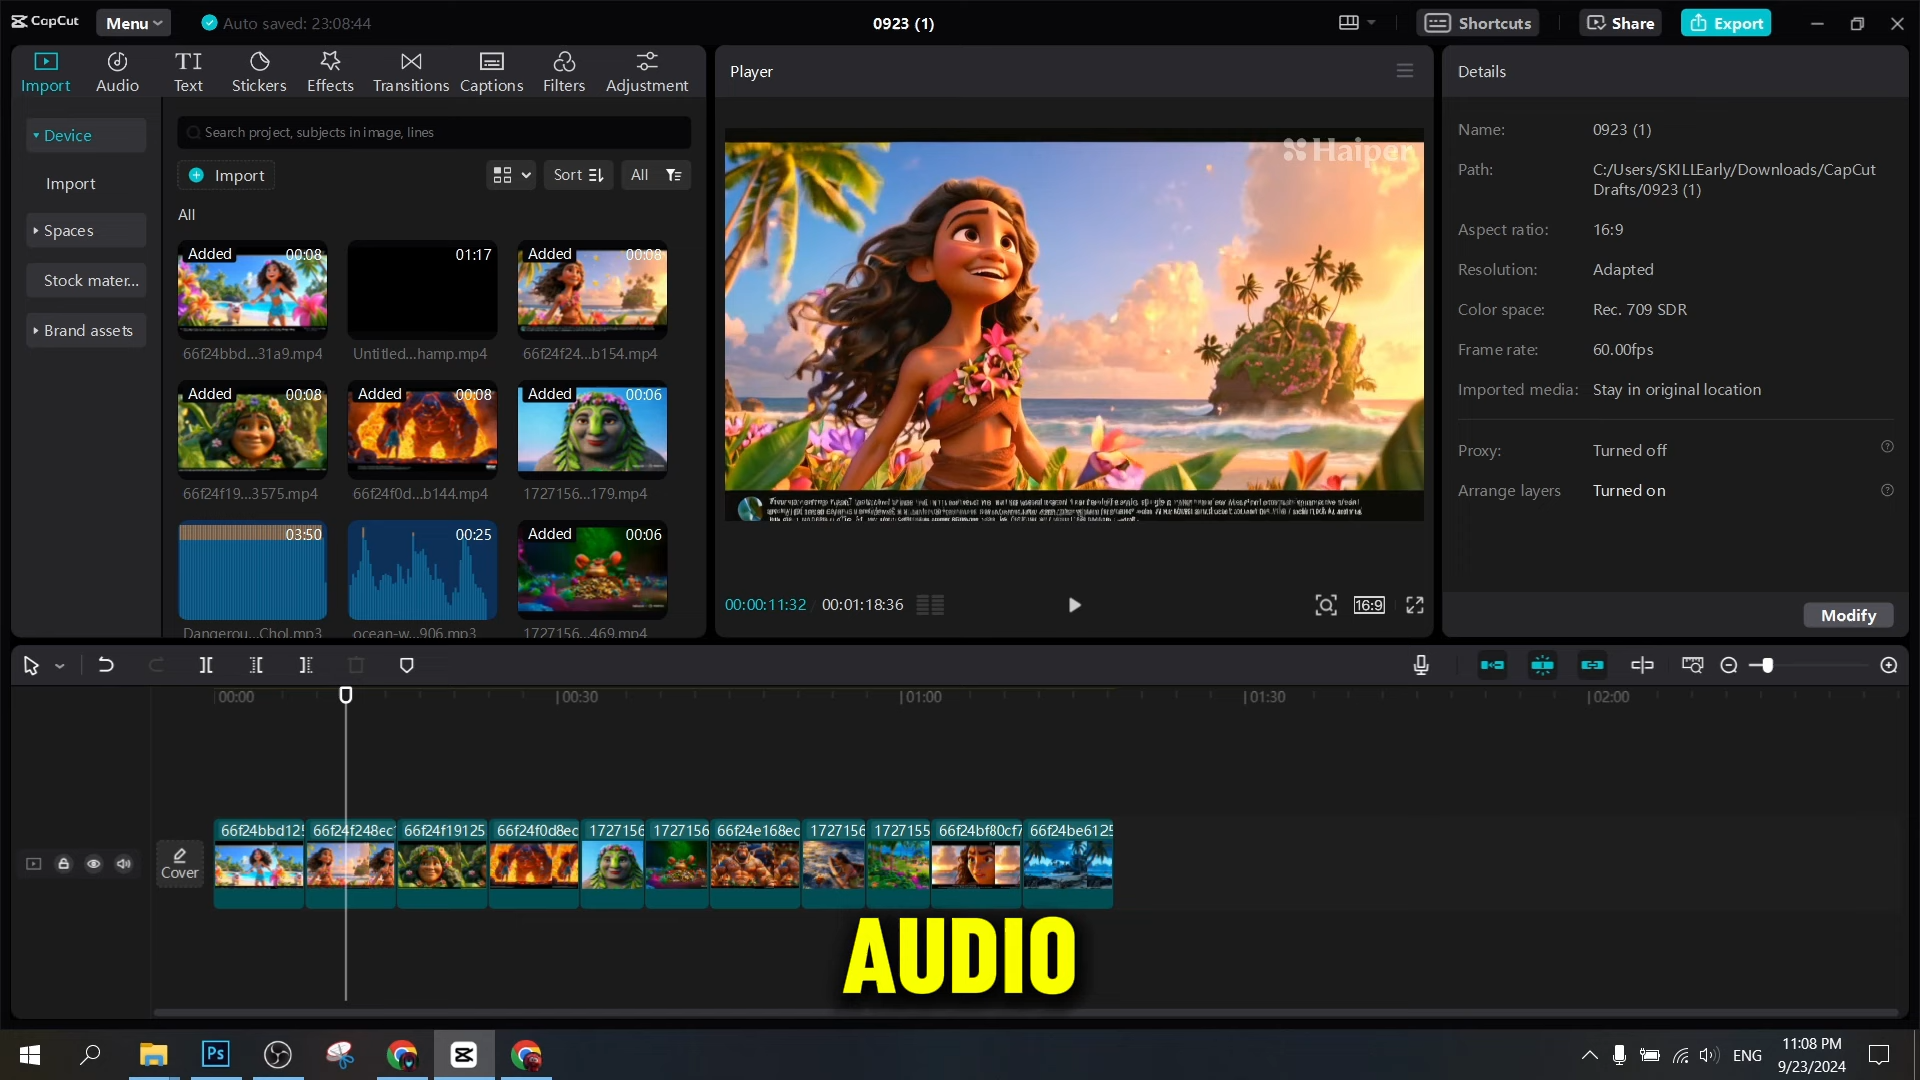 CapCut Menu Auto saved: 23:08:44 0923 (1) Shortcuts Share Export
Import Audio Text Stickers Effects Transitions Captions Filters Adjustment
Device
Import
Spaces
Stock mater...
Brand assets
Search project, subjects in image, lines
Import Sort All
All
Added 00:08 01:17 Added 00:08
66f24bbd...31a9.mp4 Untitled...hamp.mp4 66f24f24...b154.mp4
Added 00:08 Added 00:08 Added 00:06
66f24f19...3575.mp4 66f24f0d...b144.mp4 1727156...179.mp4
03:50 00:25 Added 00:06
Dangerou...Chol.mp3 ocean-w...906.mp3 1727156...469.mp4
Player
Haiper
00:00:11:32 00:01:18:36 16:9
Details
Name: 0923 (1)
Path: C:/Users/SKILLEarly/Downloads/CapCut
Drafts/0923 (1)
Aspect ratio: 16:9
Resolution: Adapted
Color space: Rec. 709 SDR
Frame rate: 60.00fps
Imported media: Stay in original location
Proxy: Turned off
Arrange layers Turned on
Modify
00:00 00:30 01:00 01:30 02:00
66f24bbd125 66f24f248ec1 66f24f19125 66f24f0d8ec 1727156 1727156 66f24e168ec 1727156 1727155 66f24bf80cf7 66f24be6125
Cover
AUDIO
Ps ENG 11:08 PM
9/23/2024